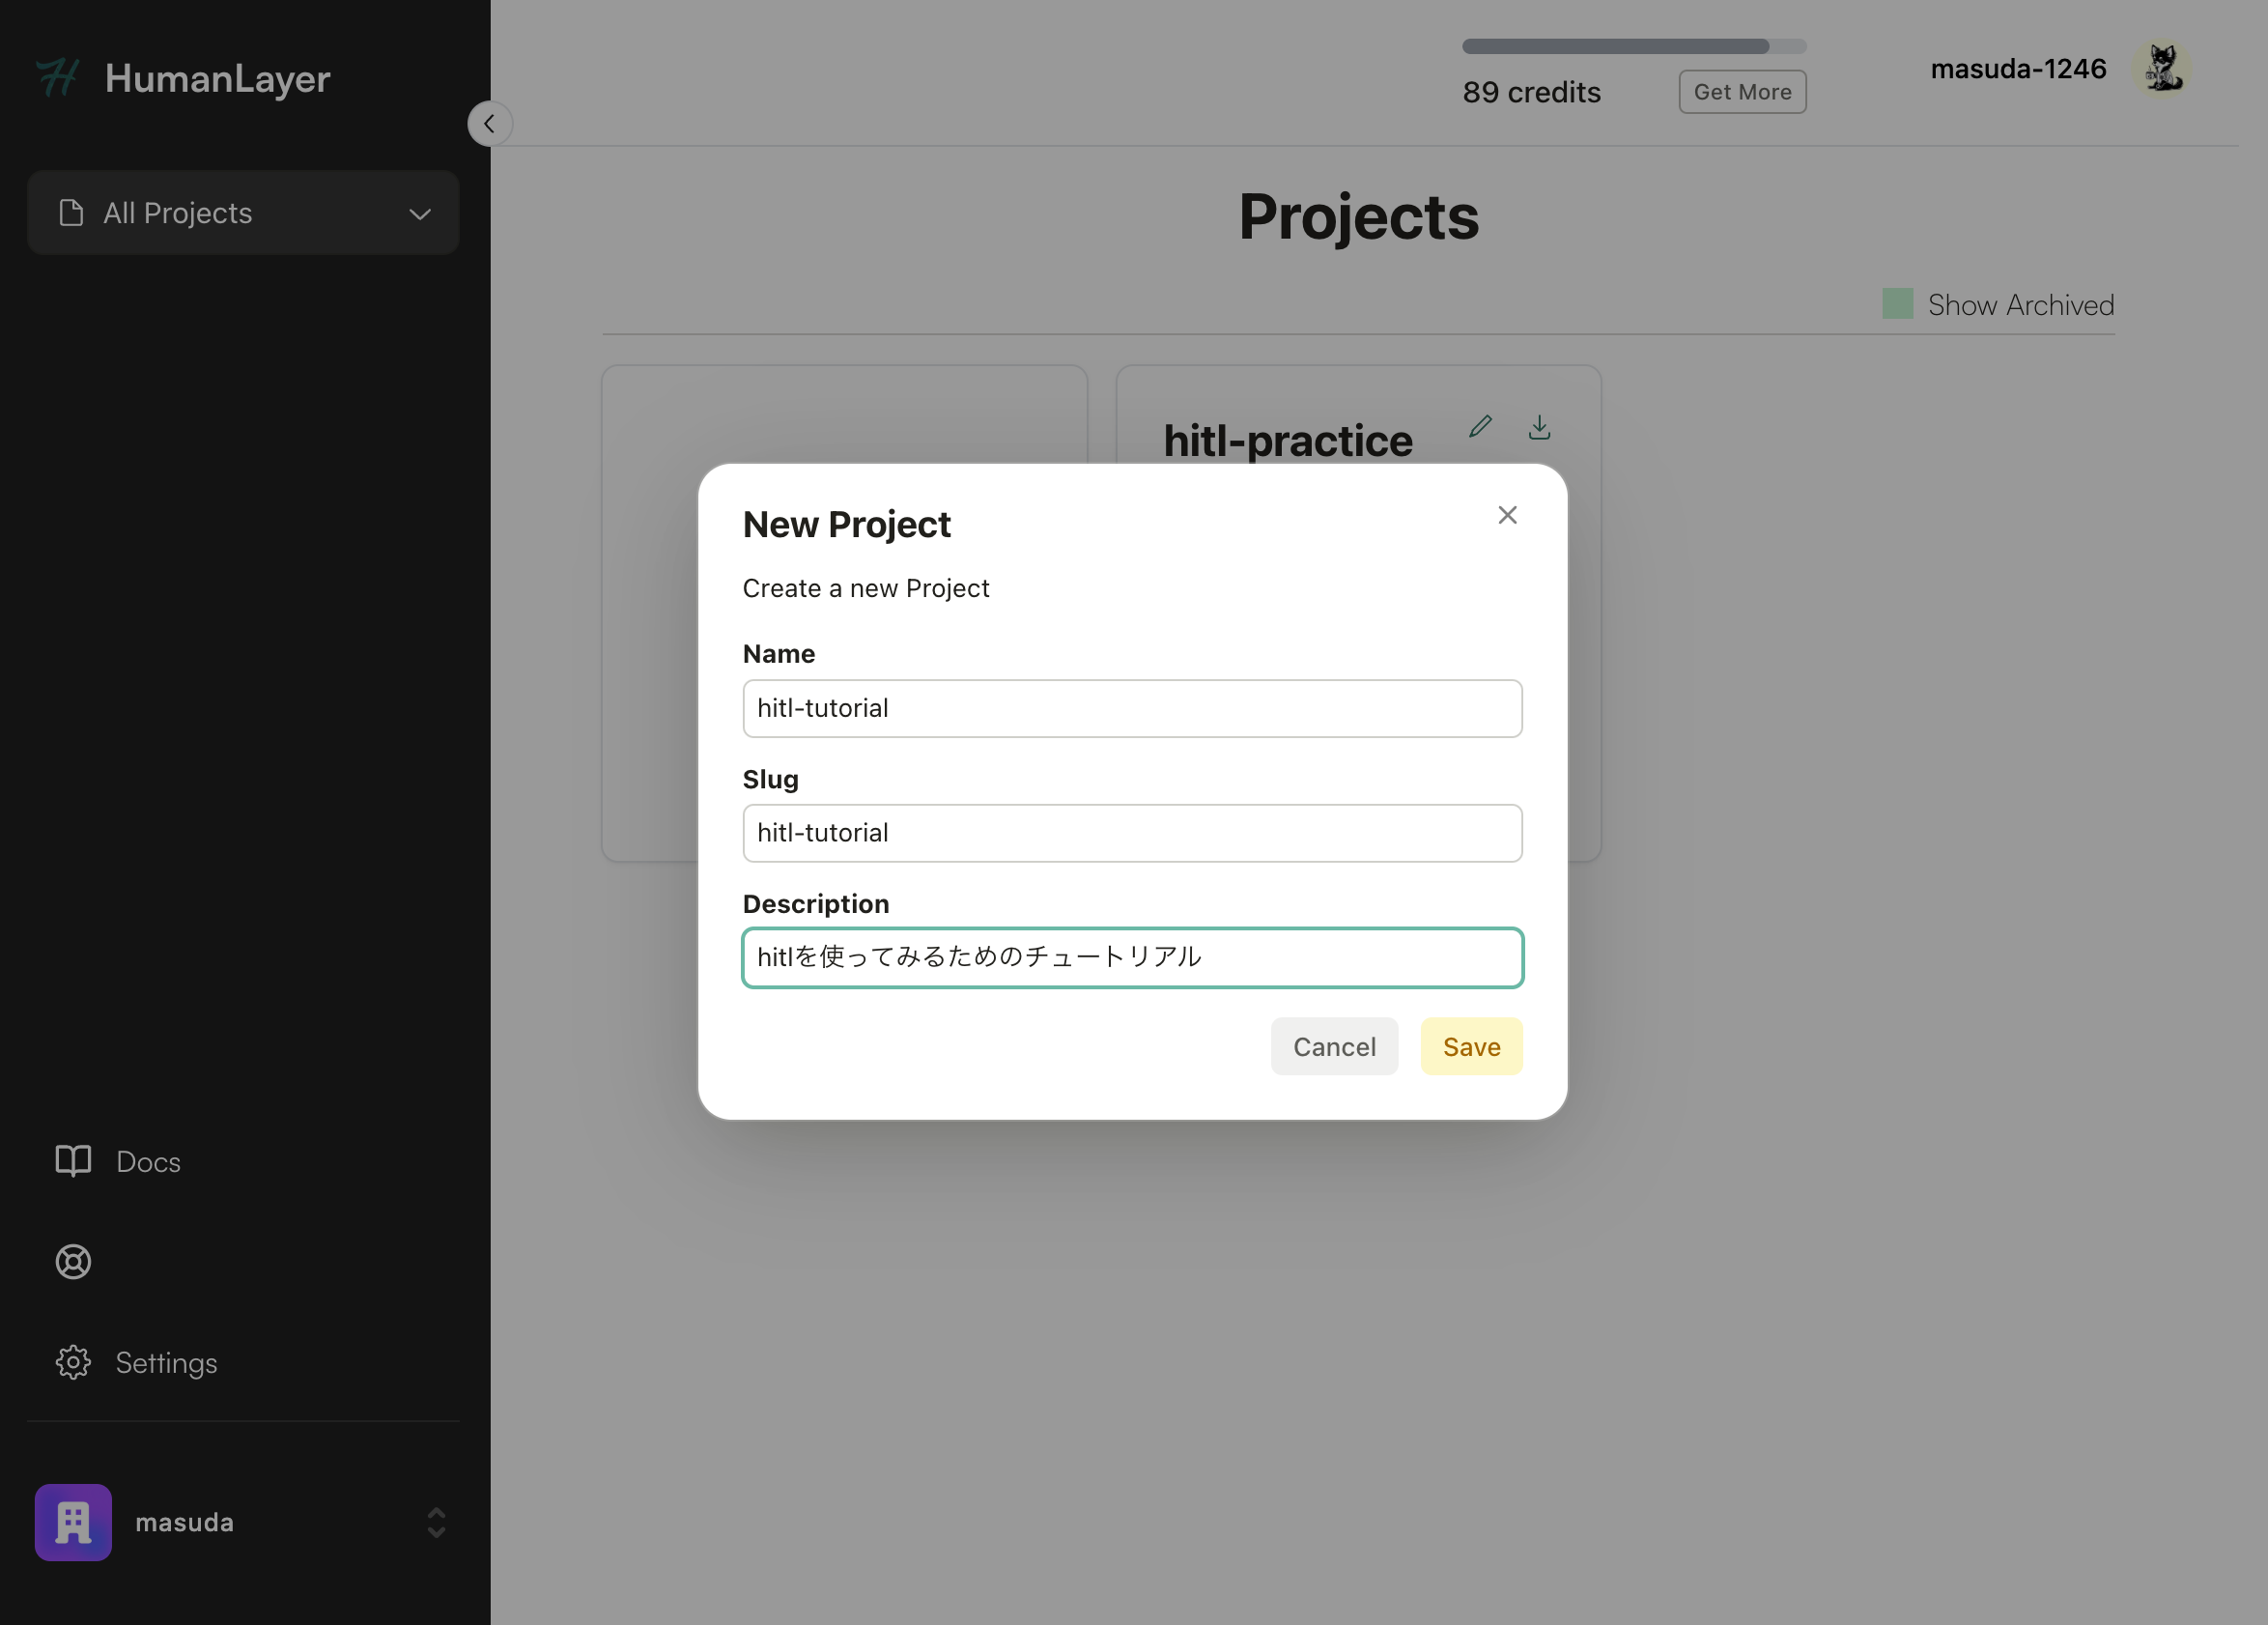 HumanLayer
All Projects
Docs
Settings
masuda
89 credits
Get More
masuda-1246
Projects
Show Archived
hitl-practice
New Project
Create a new Project
Name
hitl-tutorial
Slug
hitl-tutorial
Description
hitlを使ってみるためのチュートリアル
Cancel
Save